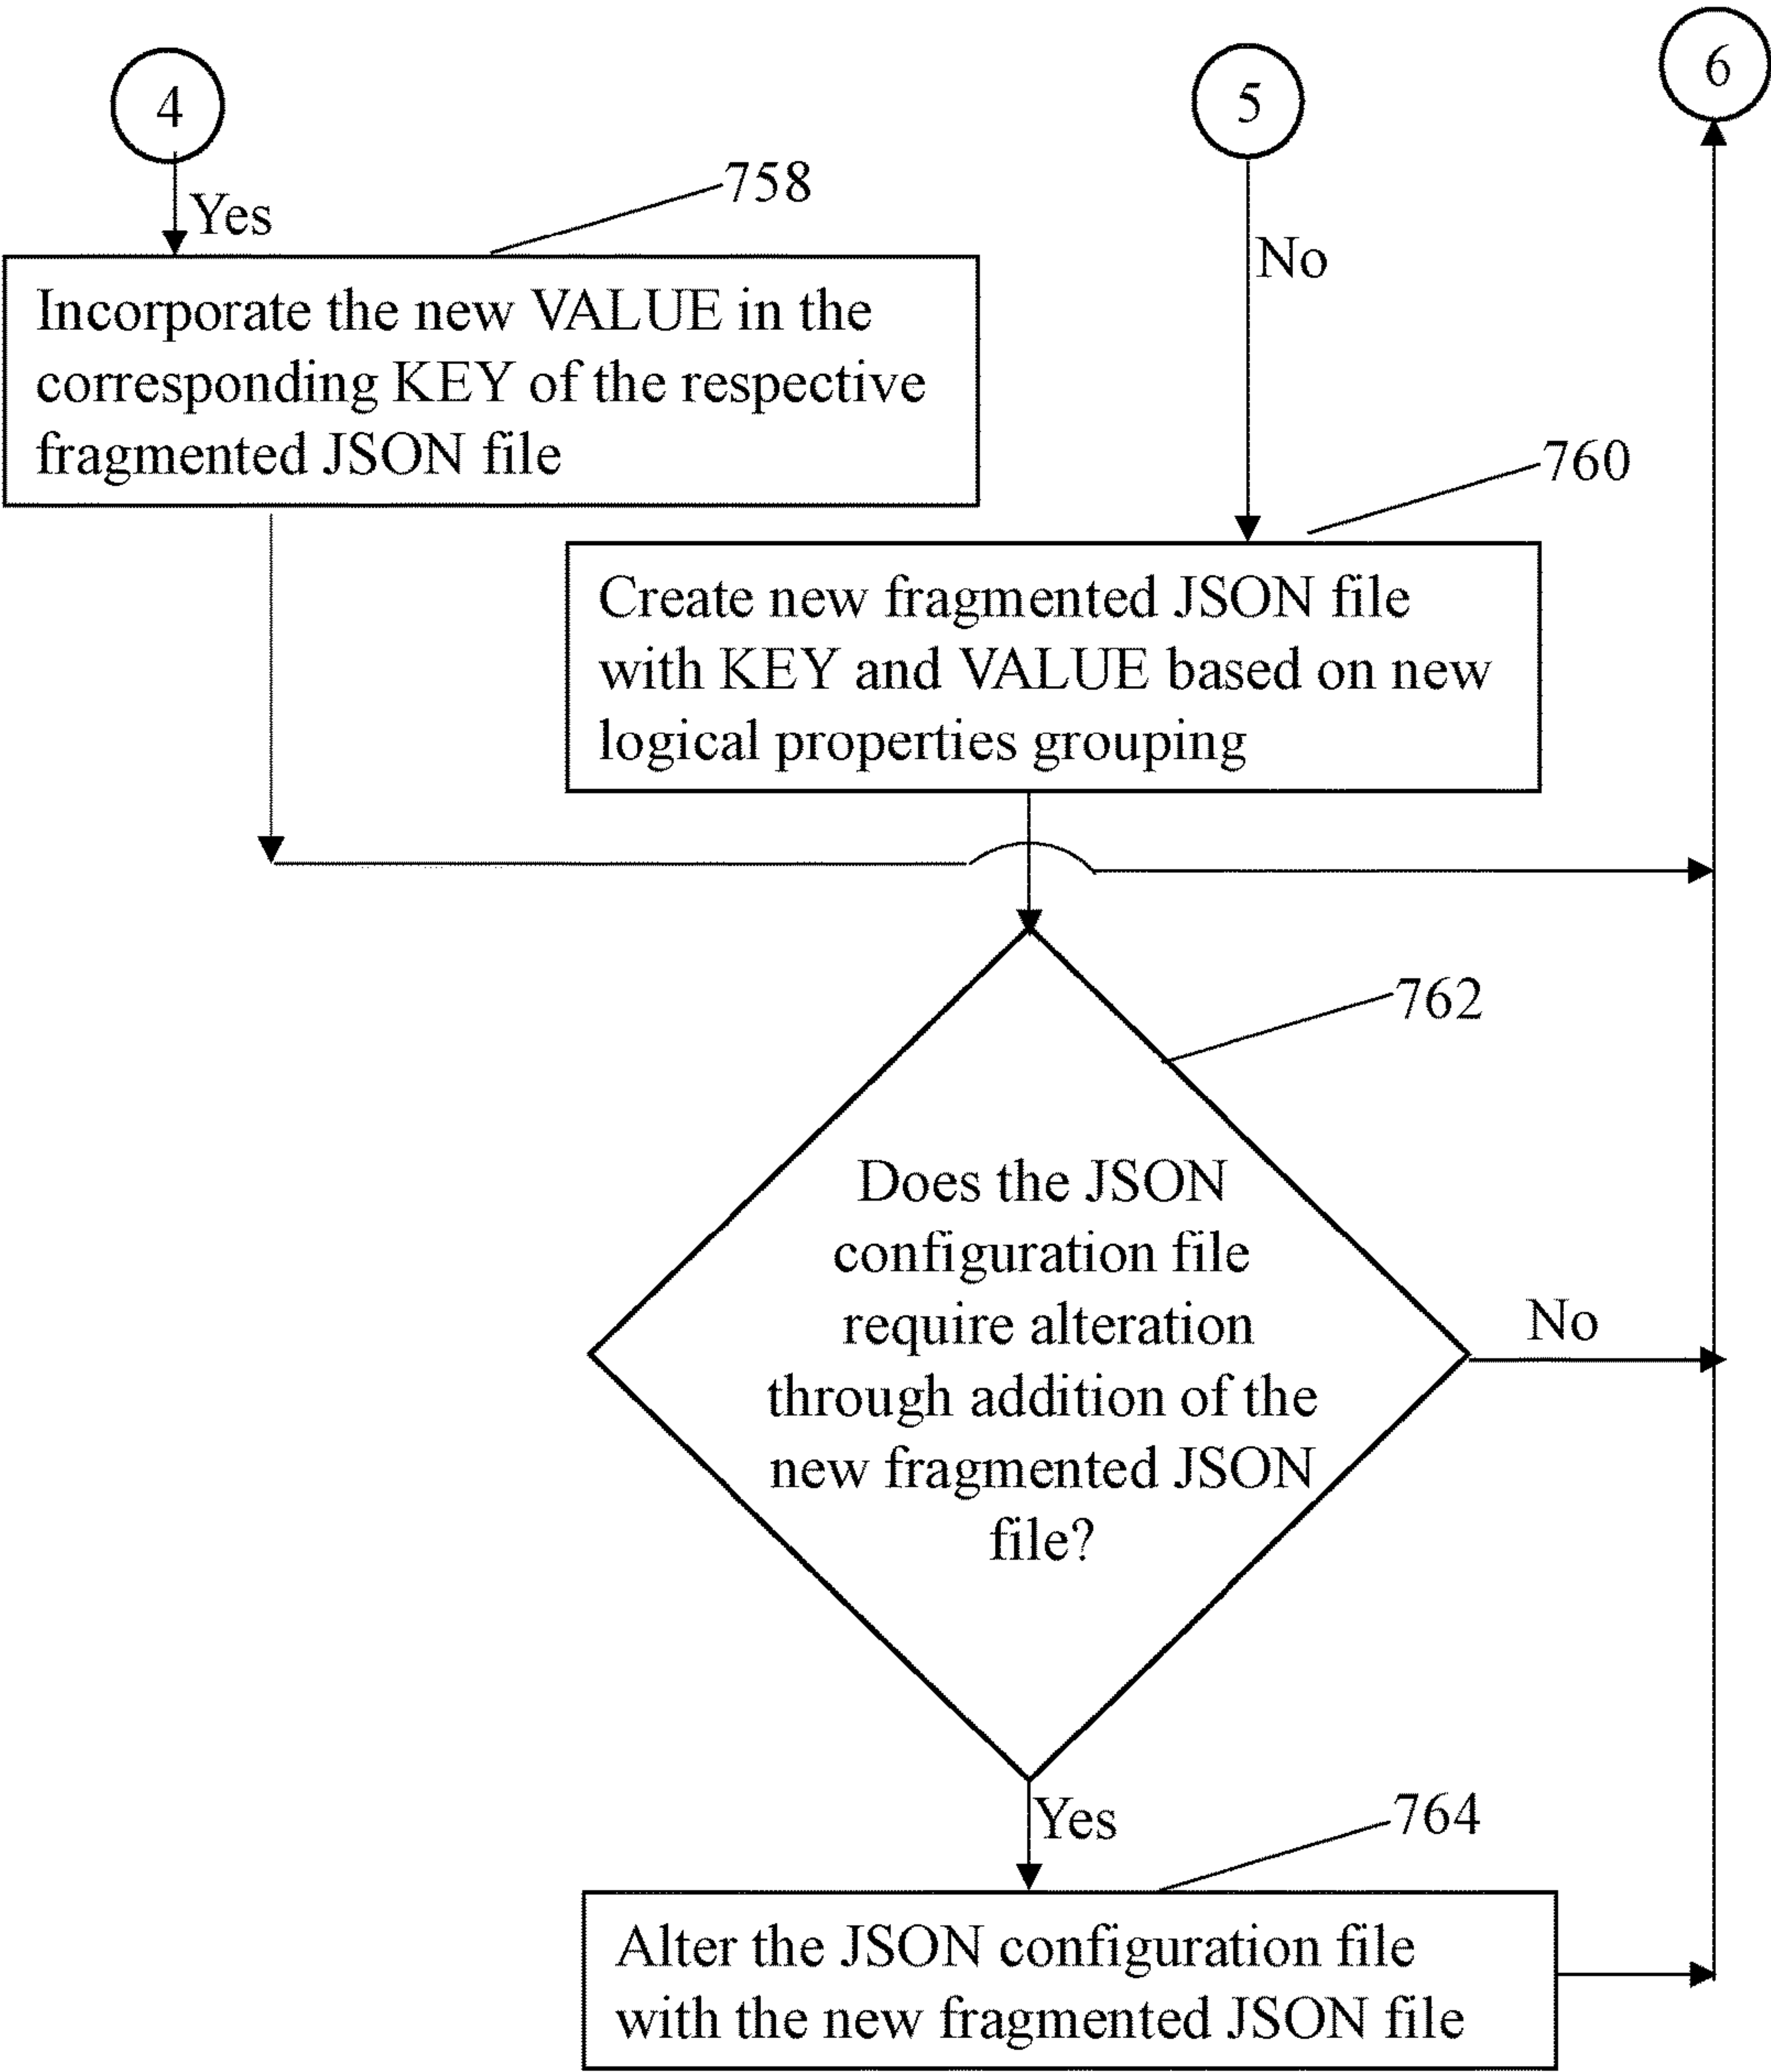 4
5
6
Yes
758
No
Incorporate the new VALUE in the
corresponding KEY of the respective
fragmented JSON file
760
Create new fragmented JSON file
with KEY and VALUE based on new
logical properties grouping
762
Does the JSON
configuration file
require alteration
through addition of the
new fragmented JSON
file?
No
Yes
764
Alter the JSON configuration file
with the new fragmented JSON file